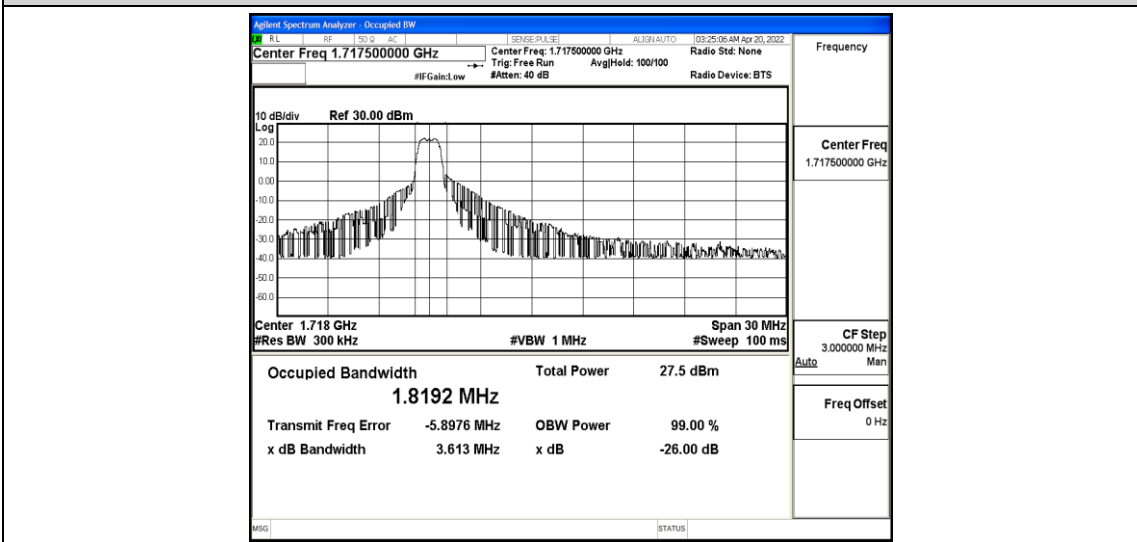 Agilent Spectrum Analyzer - Occupied BW
RL RF 50 Ω AC SENSE:PULSE ALIGN AUTO 03:25:06 AM Apr 20, 2022
Center Freq 1.717500000 GHz
Center Freq: 1.717500000 GHz Radio Std: None
Trig: Free Run Avg|Hold: 100/100
#IFGain:Low #Atten: 40 dB Radio Device: BTS
Frequency
10 dB/div Ref 30.00 dBm
Log
20.0
10.0
0.00
-10.0
-20.0
-30.0
-40.0
-50.0
-60.0
Center 1.718 GHz Span 30 MHz
#Res BW 300 kHz #VBW 1 MHz #Sweep 100 ms
Occupied Bandwidth Total Power 27.5 dBm
1.8192 MHz
Transmit Freq Error -5.8976 MHz OBW Power 99.00 %
x dB Bandwidth 3.613 MHz x dB -26.00 dB
Center Freq
1.717500000 GHz
CF Step
3.000000 MHz
Auto Man
Freq Offset
0 Hz
MSG STATUS